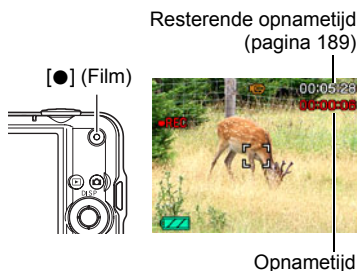 Resterende opnametijd
(pagina 189)
[●] (Film)
00:05:28
00:00:08
●REC
DISP
Opnametijd